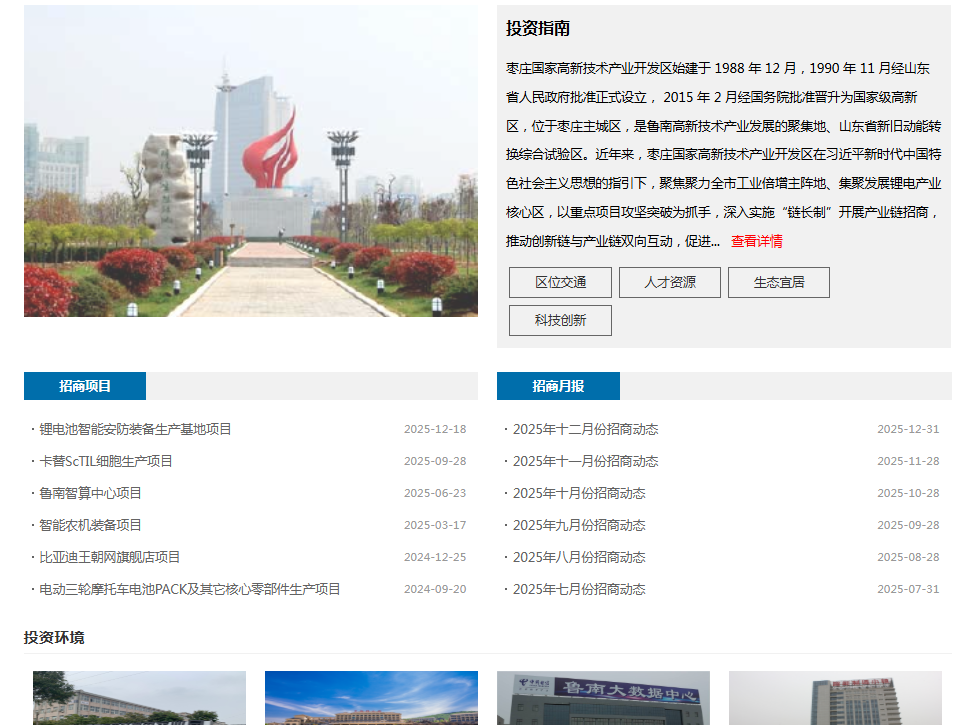 投资指南
枣庄国家高新技术产业开发区始建于 1988 年 12 月，1990 年 11 月经山东
省人民政府批准正式设立， 2015 年 2 月经国务院批准晋升为国家级高新
区，位于枣庄主城区，是鲁南高新技术产业发展的聚集地、山东省新旧动能转
换综合试验区。近年来，枣庄国家高新技术产业开发区在习近平新时代中国特
色社会主义思想的指引下，聚焦聚力全市工业倍增主阵地、集聚发展锂电产业
核心区，以重点项目攻坚突破为抓手，深入实施“链长制”开展产业链招商，
推动创新链与产业链双向互动，促进... 查看详情
区位交通 人才资源 生态宜居
科技创新
招商项目
· 锂电池智能安防装备生产基地项目 2025-12-18
· 卡替ScTIL细胞生产项目 2025-09-28
· 鲁南智算中心项目 2025-06-23
· 智能农机装备项目 2025-03-17
· 比亚迪王朝网旗舰店项目 2024-12-25
· 电动三轮摩托车电池PACK及其它核心零部件生产项目 2024-09-20
招商月报
· 2025年十二月份招商动态 2025-12-31
· 2025年十一月份招商动态 2025-11-28
· 2025年十月份招商动态 2025-10-28
· 2025年九月份招商动态 2025-09-28
· 2025年八月份招商动态 2025-08-28
· 2025年七月份招商动态 2025-07-31
投资环境
中国电信 鲁南大数据中心